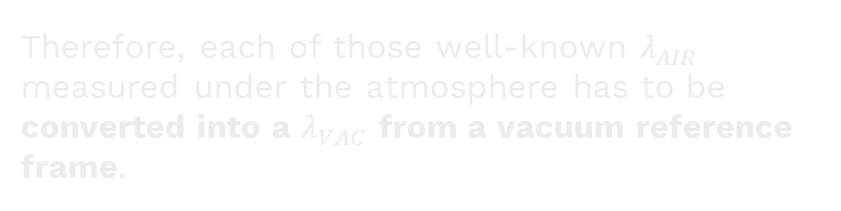 Therefore, each of those well-known λ_AIR
measured under the atmosphere has to be
converted into a λ_VAC from a vacuum reference
frame.